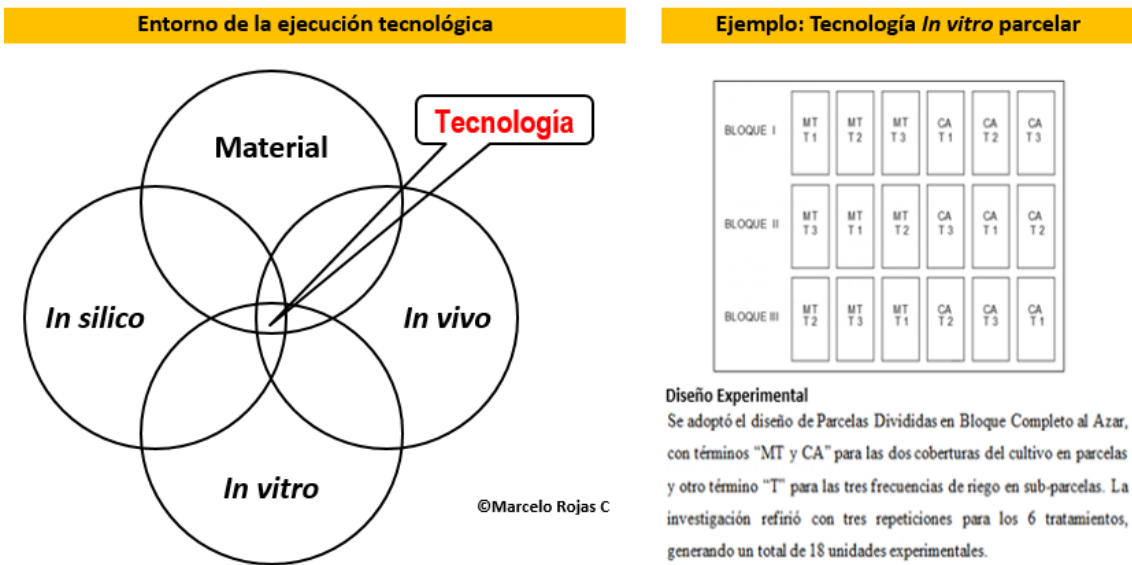 Entorno de la ejecución tecnológica
Material
Tecnología
In silico
In vivo
In vitro
©Marcelo Rojas C
Ejemplo: Tecnología In vitro parcelar
BLOQUE I
MT T1
MT T2
MT T3
CA T1
CA T2
CA T3
BLOQUE II
MT T3
MT T1
MT T2
CA T3
CA T1
CA T2
BLOQUE III
MT T2
MT T3
MT T1
CA T2
CA T3
CA T1
Diseño Experimental
Se adoptó el diseño de Parcelas Divididas en Bloque Completo al Azar,
con términos “MT y CA” para las dos coberturas del cultivo en parcelas
y otro término “T” para las tres frecuencias de riego en sub-parcelas. La
investigación refirió con tres repeticiones para los 6 tratamientos,
generando un total de 18 unidades experimentales.